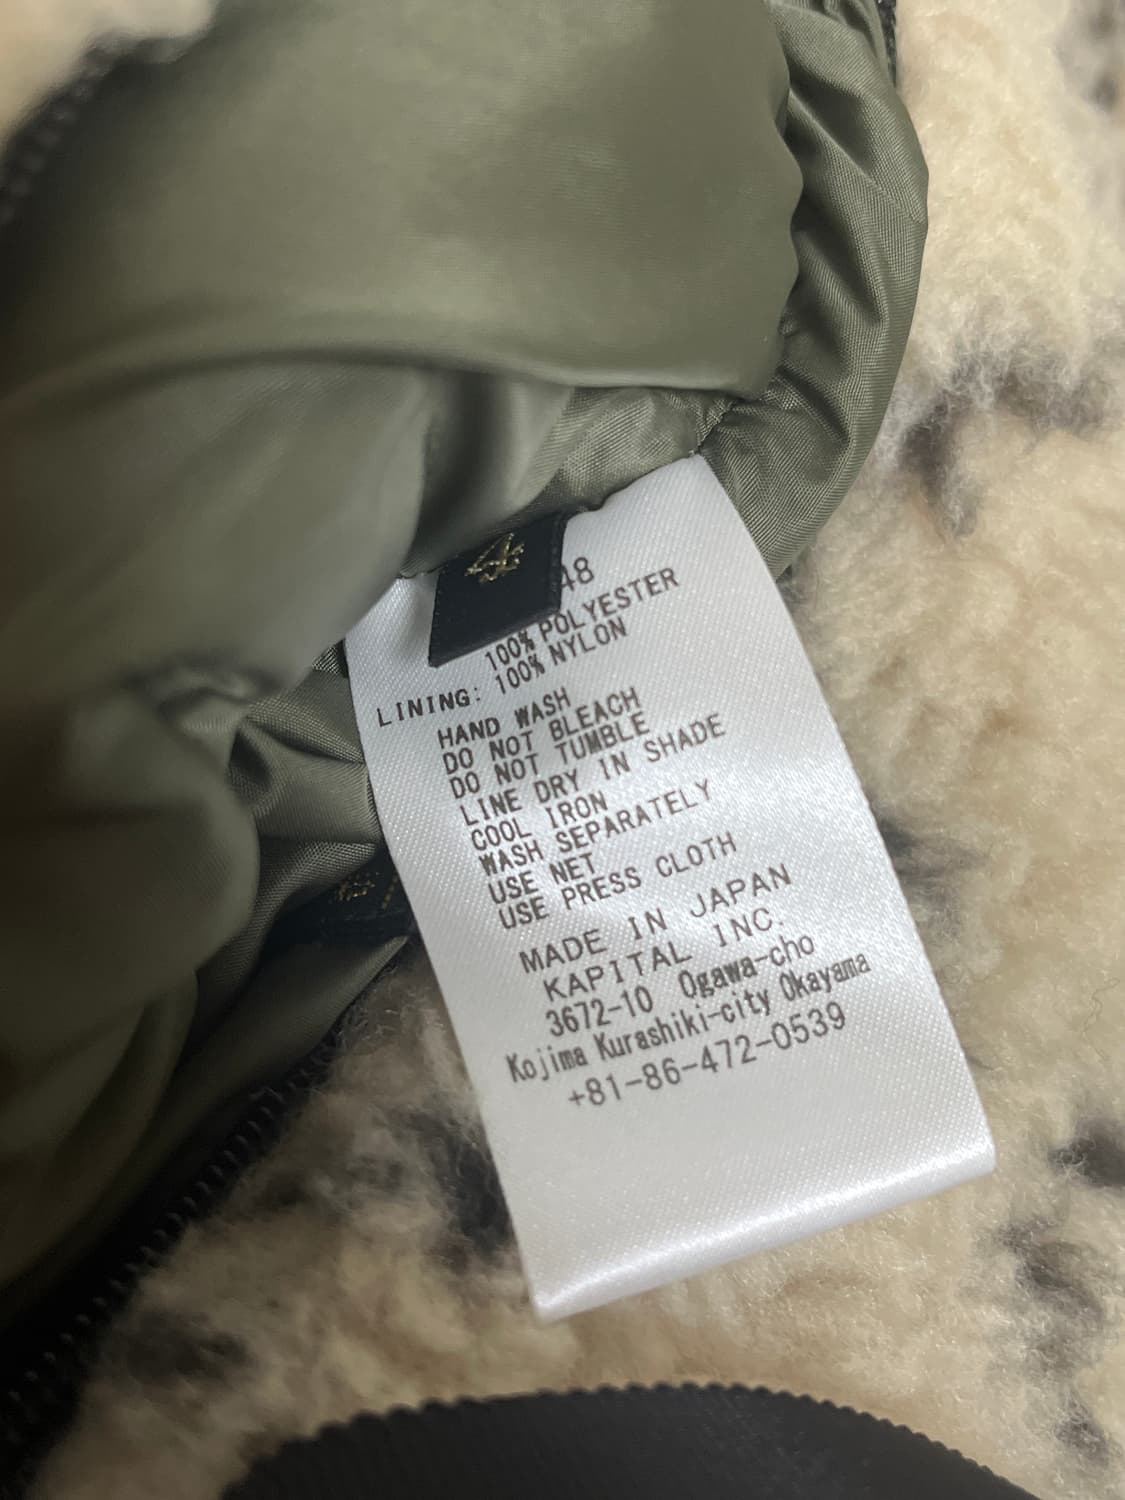 4
48
100% POLYESTER
LINING: 100% NYLON
HAND WASH
DO NOT BLEACH
DO NOT TUMBLE
LINE DRY IN SHADE
COOL IRON
WASH SEPARATELY
USE NET
USE PRESS CLOTH
MADE IN JAPAN
KAPITAL INC.
3672-10 Ogawa-cho
Kojima Kurashiki-city Okayama
+81-86-472-0539